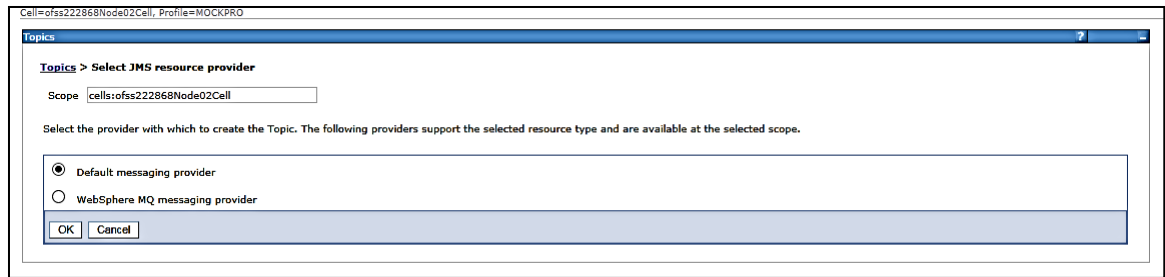 Cell=ofss222868Node02Cell, Profile=MOCKPRO
Topics ? -
Topics > Select JMS resource provider
Scope cells:ofss222868Node02Cell
Select the provider with which to create the Topic. The following providers support the selected resource type and are available at the selected scope.
Default messaging provider
WebSphere MQ messaging provider
OK Cancel